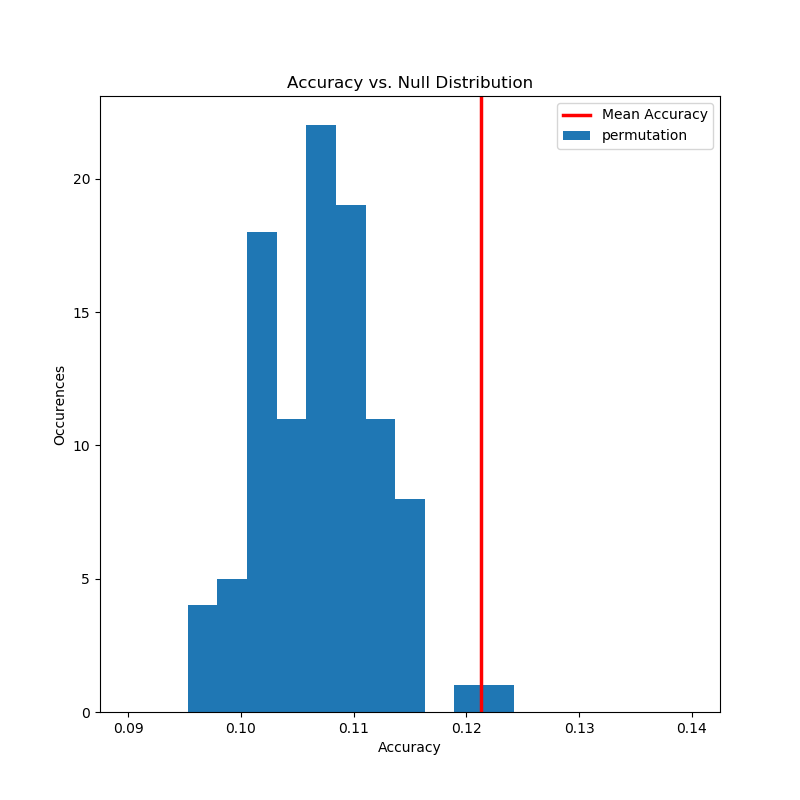 Accuracy vs. Null Distribution
Mean Accuracy
permutation
Occurences
20
15
10
5
0
0.09 0.10 0.11 0.12 0.13 0.14
Accuracy